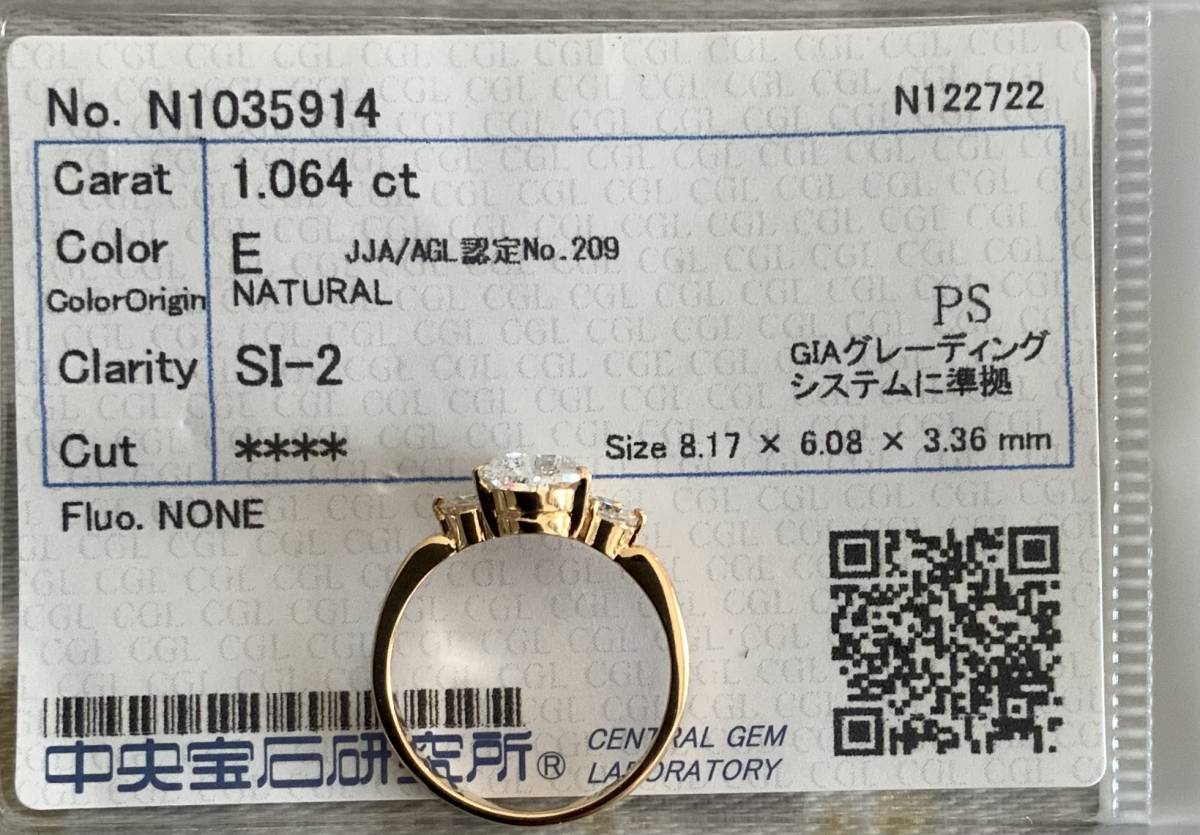 No. N1035914 N122722
Carat 1.064 ct
Color E JJA/AGL認定No.209
ColorOrigin NATURAL
PS
GIAグレーディング
システムに準拠
Clarity SI-2
Cut **** Size 8.17 × 6.08 × 3.36 mm
Fluo. NONE
中央宝石研究所® CENTRAL GEM
LABORATORY
CGL